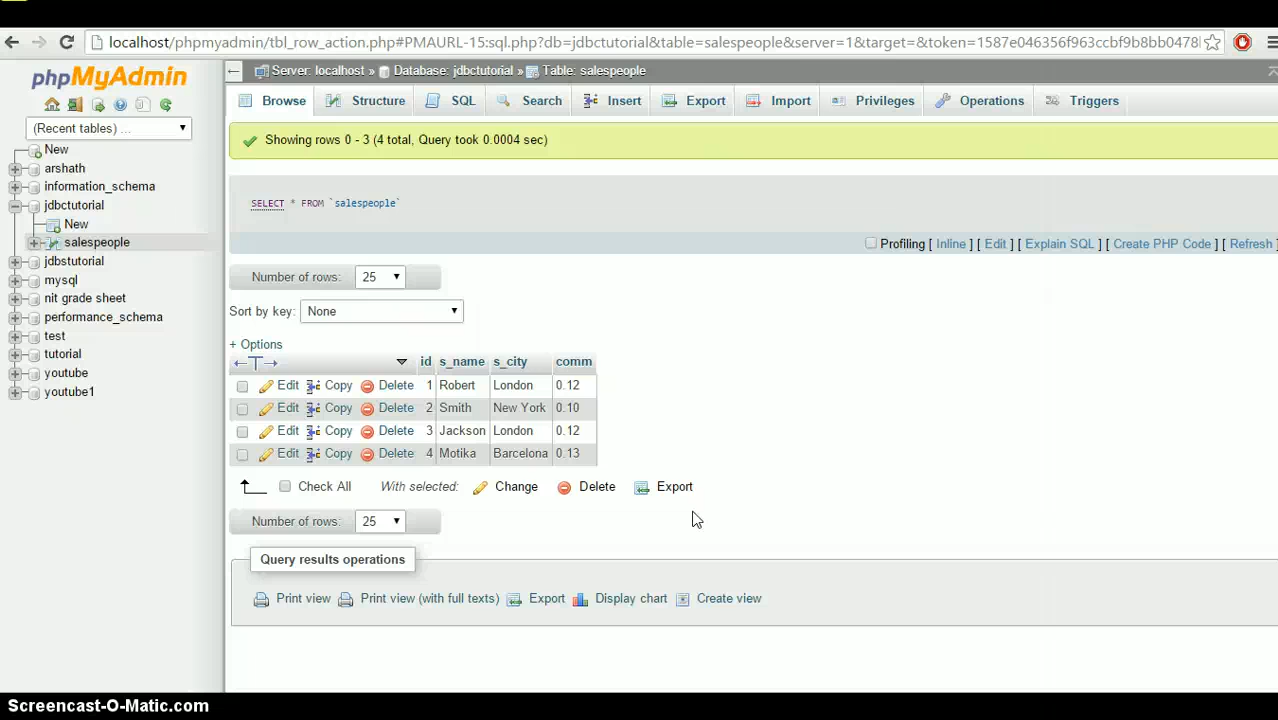 localhost/phpmyadmin/tbl_row_action.php#PMAURL-15:sql.php?db=jdbctutorial&table=salespeople&server=1&target=&token=1587e046356f963ccbf9b8bb0478
phpMyAdmin
Server: localhost » Database: jdbctutorial » Table: salespeople
Browse Structure SQL Search Insert Export Import Privileges Operations Triggers
(Recent tables) ...
New
arshath
information_schema
jdbctutorial
New
salespeople
jdbstutorial
mysql
nit grade sheet
performance_schema
test
tutorial
youtube
youtube1
Showing rows 0 - 3 (4 total, Query took 0.0004 sec)
SELECT * FROM `salespeople`
Profiling [ Inline ] [ Edit ] [ Explain SQL ] [ Create PHP Code ] [ Refresh ]
Number of rows: 25
Sort by key: None
+ Options
id s_name s_city comm
Edit Copy Delete 1 Robert London 0.12
Edit Copy Delete 2 Smith New York 0.10
Edit Copy Delete 3 Jackson London 0.12
Edit Copy Delete 4 Motika Barcelona 0.13
Check All With selected: Change Delete Export
Number of rows: 25
Query results operations
Print view Print view (with full texts) Export Display chart Create view
Screencast-O-Matic.com